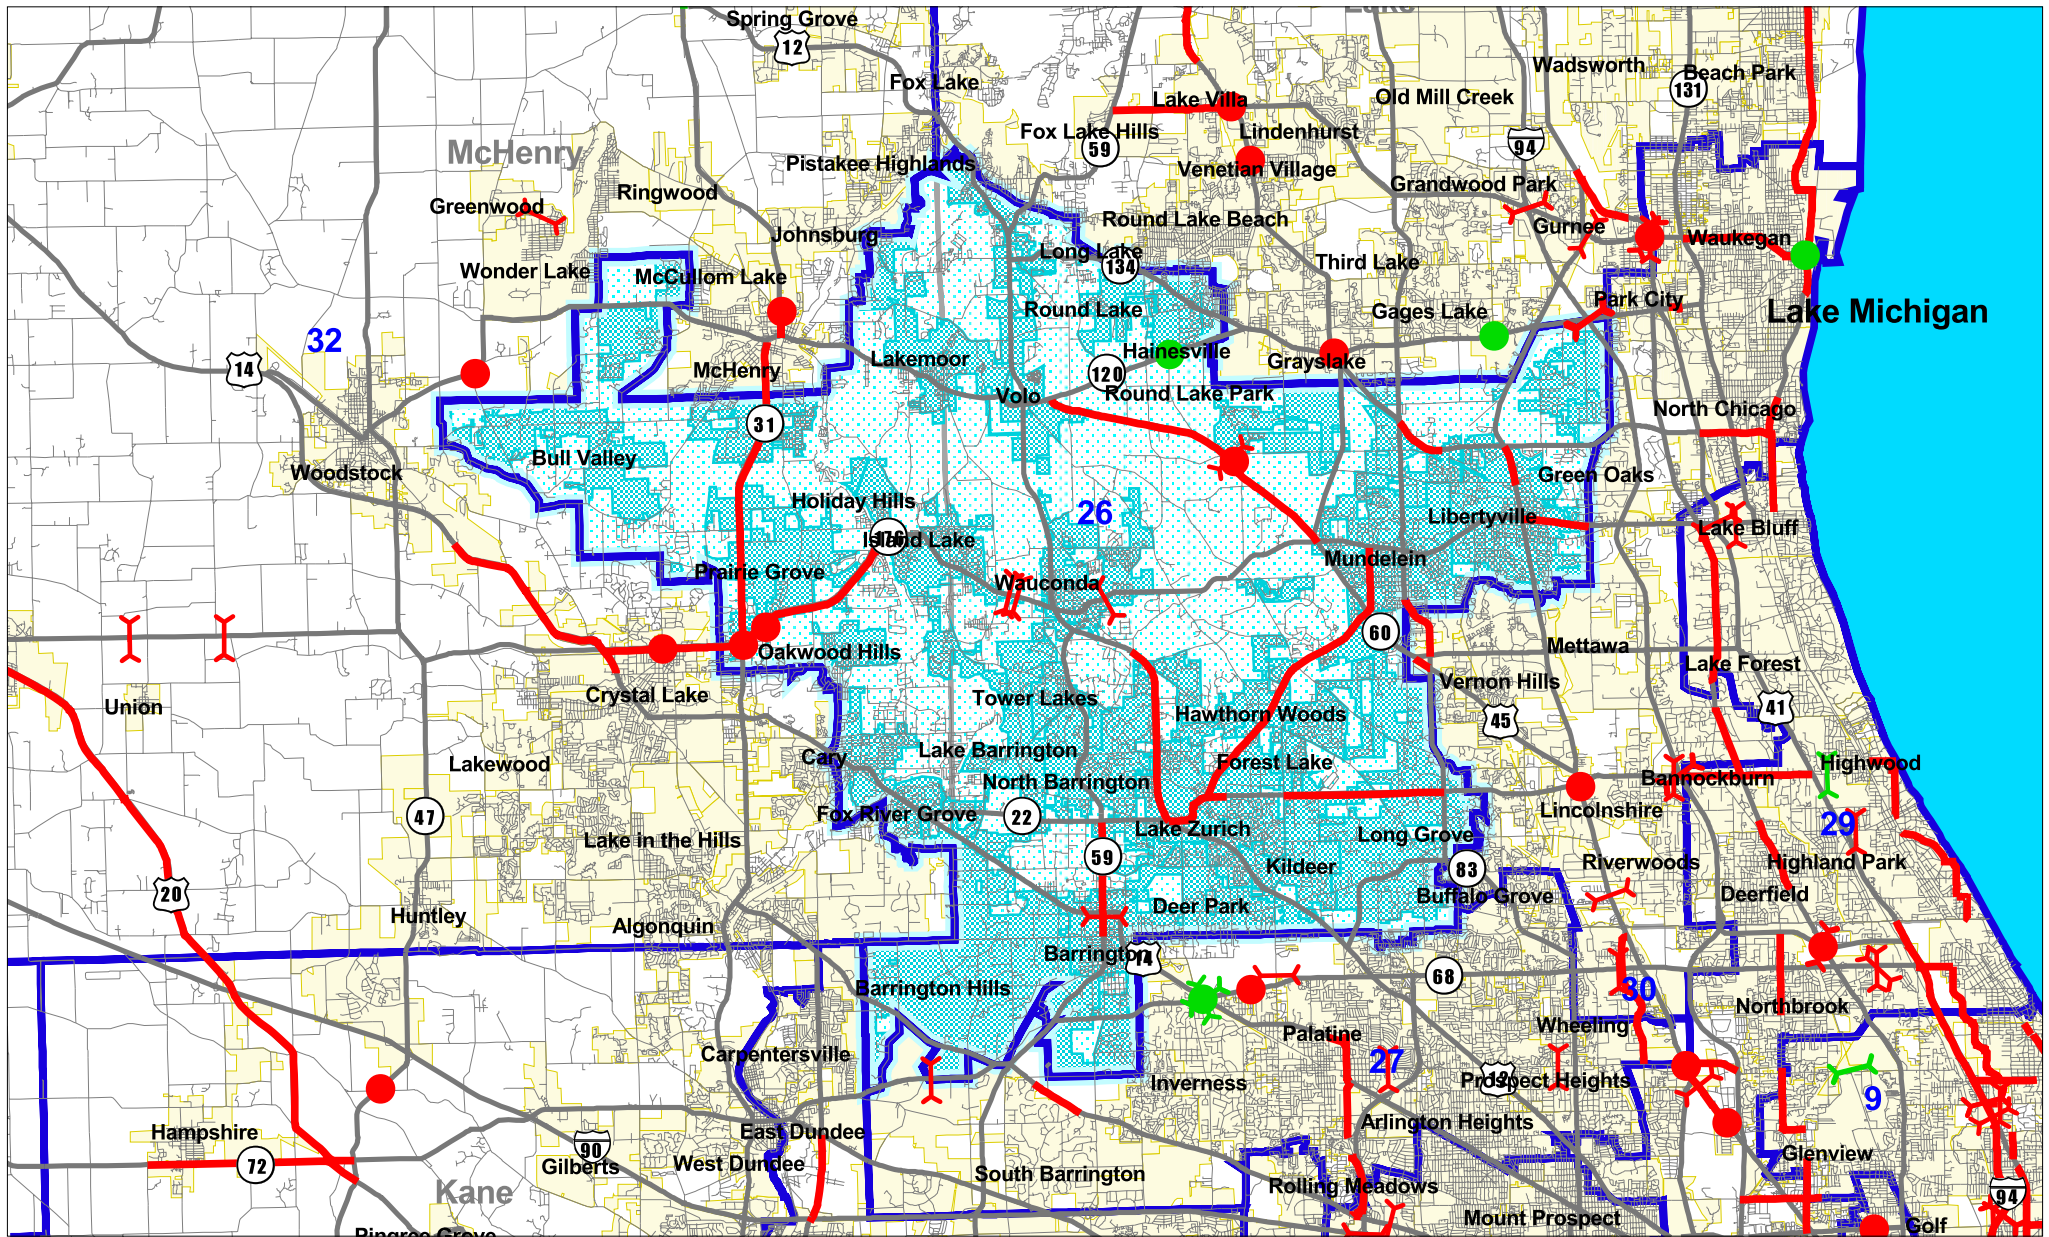 Lake
Spring Grove
12
Fox Lake
Wadsworth
Beach Park
131
Lake Villa
Old Mill Creek
Fox Lake Hills
59
Lindenhurst
94
McHenry
Pistakee Highlands
Venetian Village
Grandwood Park
Ringwood
Greenwood
Round Lake Beach
Gurnee
Waukegan
Johnsburg
Long Lake
134
Third Lake
Wonder Lake
McCullom Lake
Park City
Round Lake
Gages Lake
Lake Michigan
32
14
Lakemoor
Hainesville
Grayslake
McHenry
120
Volo
Round Lake Park
North Chicago
31
Bull Valley
Woodstock
Green Oaks
Holiday Hills
26
Libertyville
Lake Bluff
176
Island Lake
Mundelein
Prairie Grove
Wauconda
60
Oakwood Hills
Mettawa
Lake Forest
Crystal Lake
Tower Lakes
Vernon Hills
Union
Hawthorn Woods
45
41
Lake Barrington
Cary
Lakewood
Forest Lake
Highwood
North Barrington
Bannockburn
47
Fox River Grove
22
Lincolnshire
Lake Zurich
Long Grove
29
Lake in the Hills
59
Kildeer
83
Riverwoods
Highland Park
20
Buffalo Grove
Deerfield
Huntley
Deer Park
Algonquin
Barrington
14
68
Barrington Hills
30
Northbrook
Wheeling
Palatine
Carpentersville
27
Inverness
12
Prospect Heights
9
Hampshire
East Dundee
Arlington Heights
90
Glenview
72
Gilberts
West Dundee
South Barrington
Rolling Meadows
Kane
94
Mount Prospect
Golf
Pingree Grove